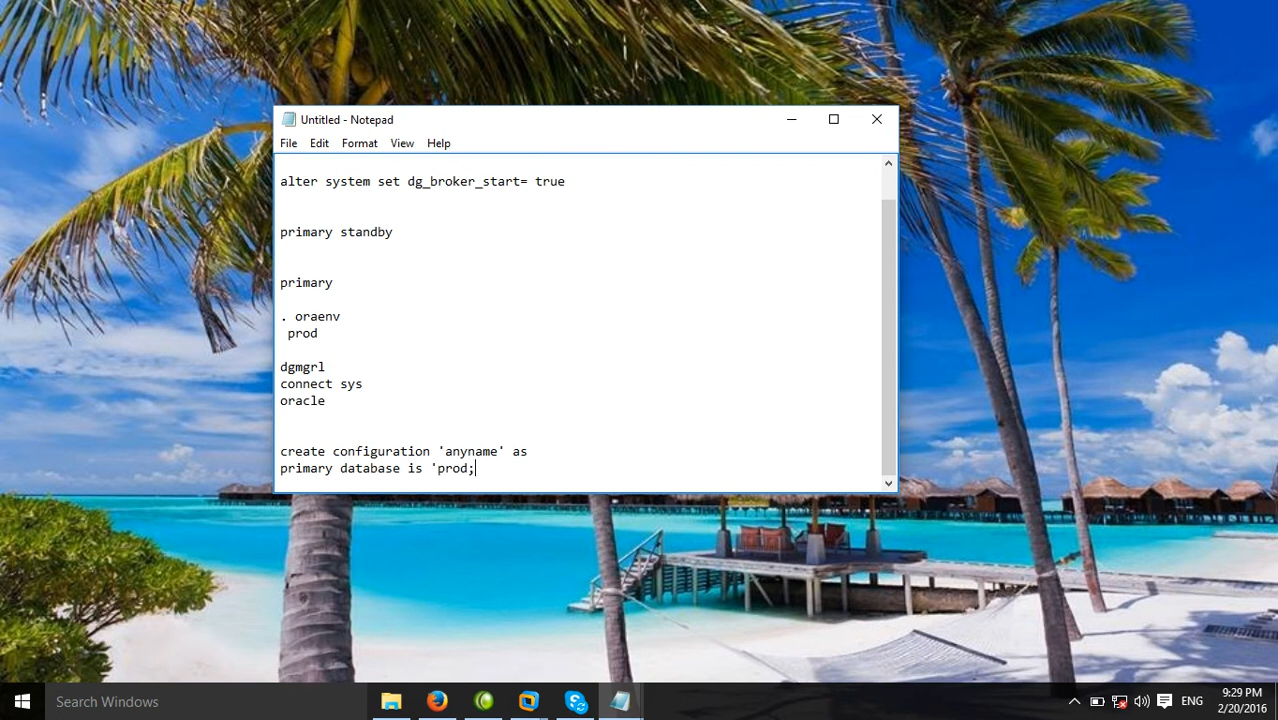 Untitled - Notepad
File Edit Format View Help
alter system set dg_broker_start= true
primary standby
primary
. oraenv
prod
dgmgrl
connect sys
oracle
create configuration 'anyname' as
primary database is 'prod;
Search Windows
ENG
9:29 PM
2/20/2016